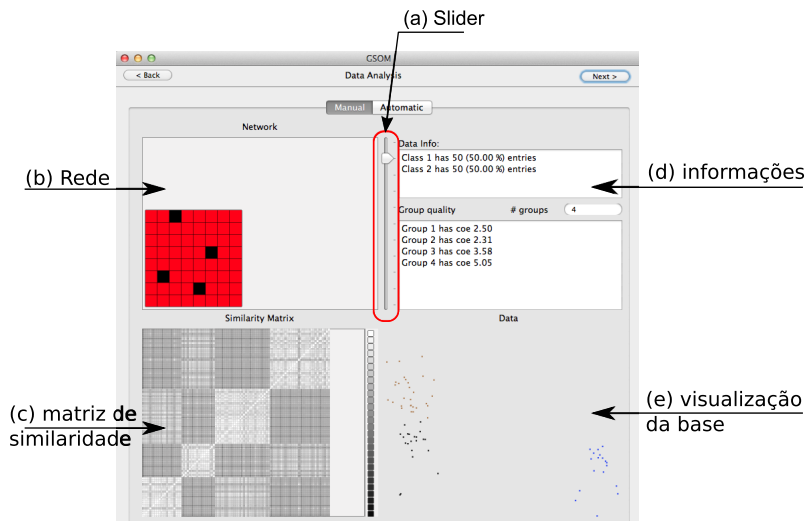 (a) Slider
GSOM
< Back
Data Analysis
Next >
Manual
Automatic
Network
Data Info:
Class 1 has 50 (50.00 %) entries
Class 2 has 50 (50.00 %) entries
(b) Rede
(d) informações
Group quality
# groups
4
Group 1 has coe 2.50
Group 2 has coe 2.31
Group 3 has coe 3.58
Group 4 has coe 5.05
Similarity Matrix
Data
(c) matriz de
similaridade
(e) visualização
da base